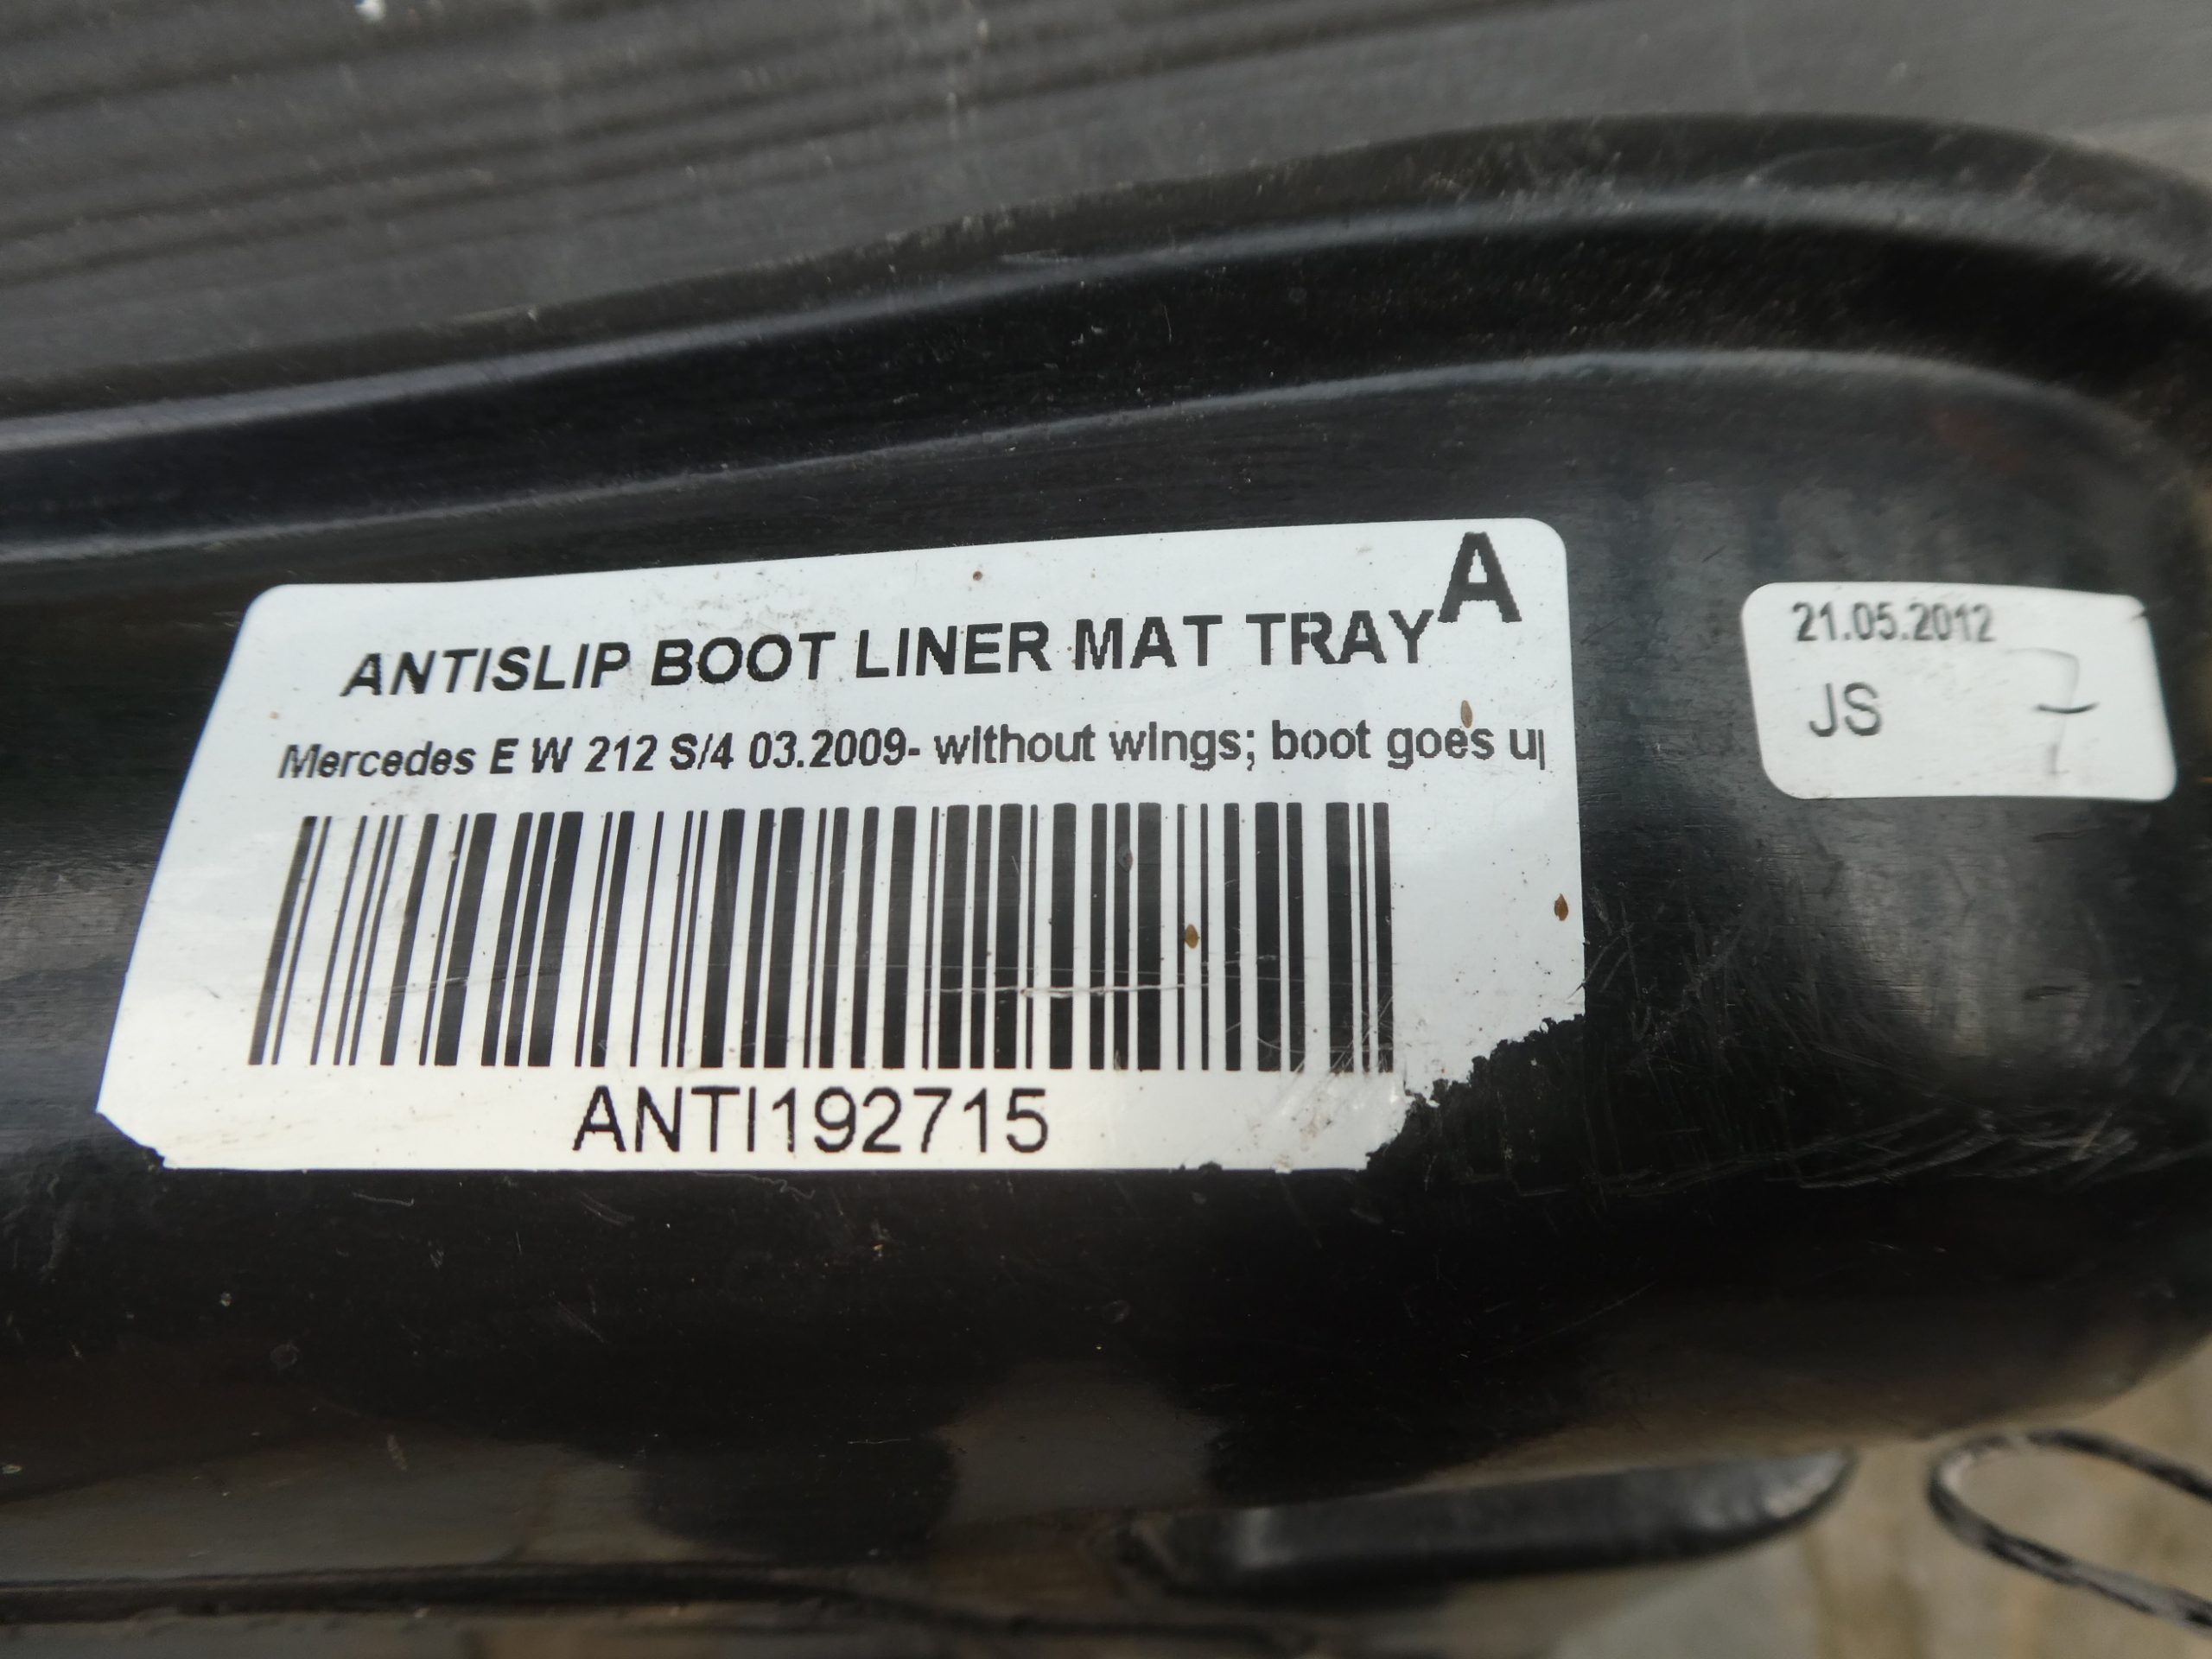 A
ANTISLIP BOOT LINER MAT TRAY
Mercedes E W 212 S/4 03.2009- without wings; boot goes
ANTI192715
21.05.2012
JS 7